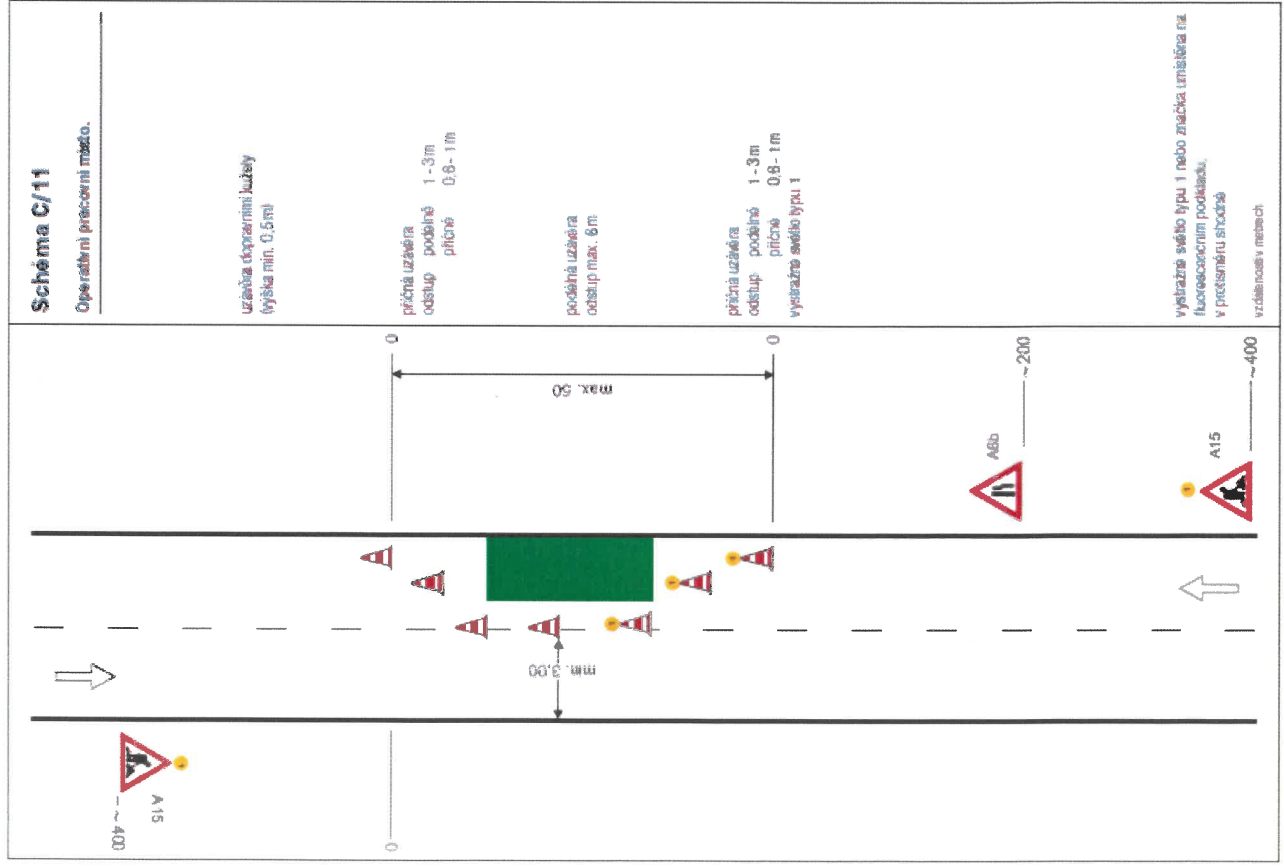 Schéma C/11
Operativní pracovní místo.
uzávěra dopravními kužely
(výška min. 0,5m)
příčná uzávěra
odstup podélně 1 - 3m
příčně 0,6 - 1m
podélná uzávěra
odstup max. 6m
příčná uzávěra
odstup podélně 1 - 3m
příčně 0,6 - 1m
výstražné světlo typu 1
výstražné světlo typu 1 nebo značka umístěna na
fluorescenčním podkladu,
v protisměru shodně
vzdálenosti v metrech
0
max. 50
0
A6b
~200
A15
~400
min. 3,00
~ 400
A15
0